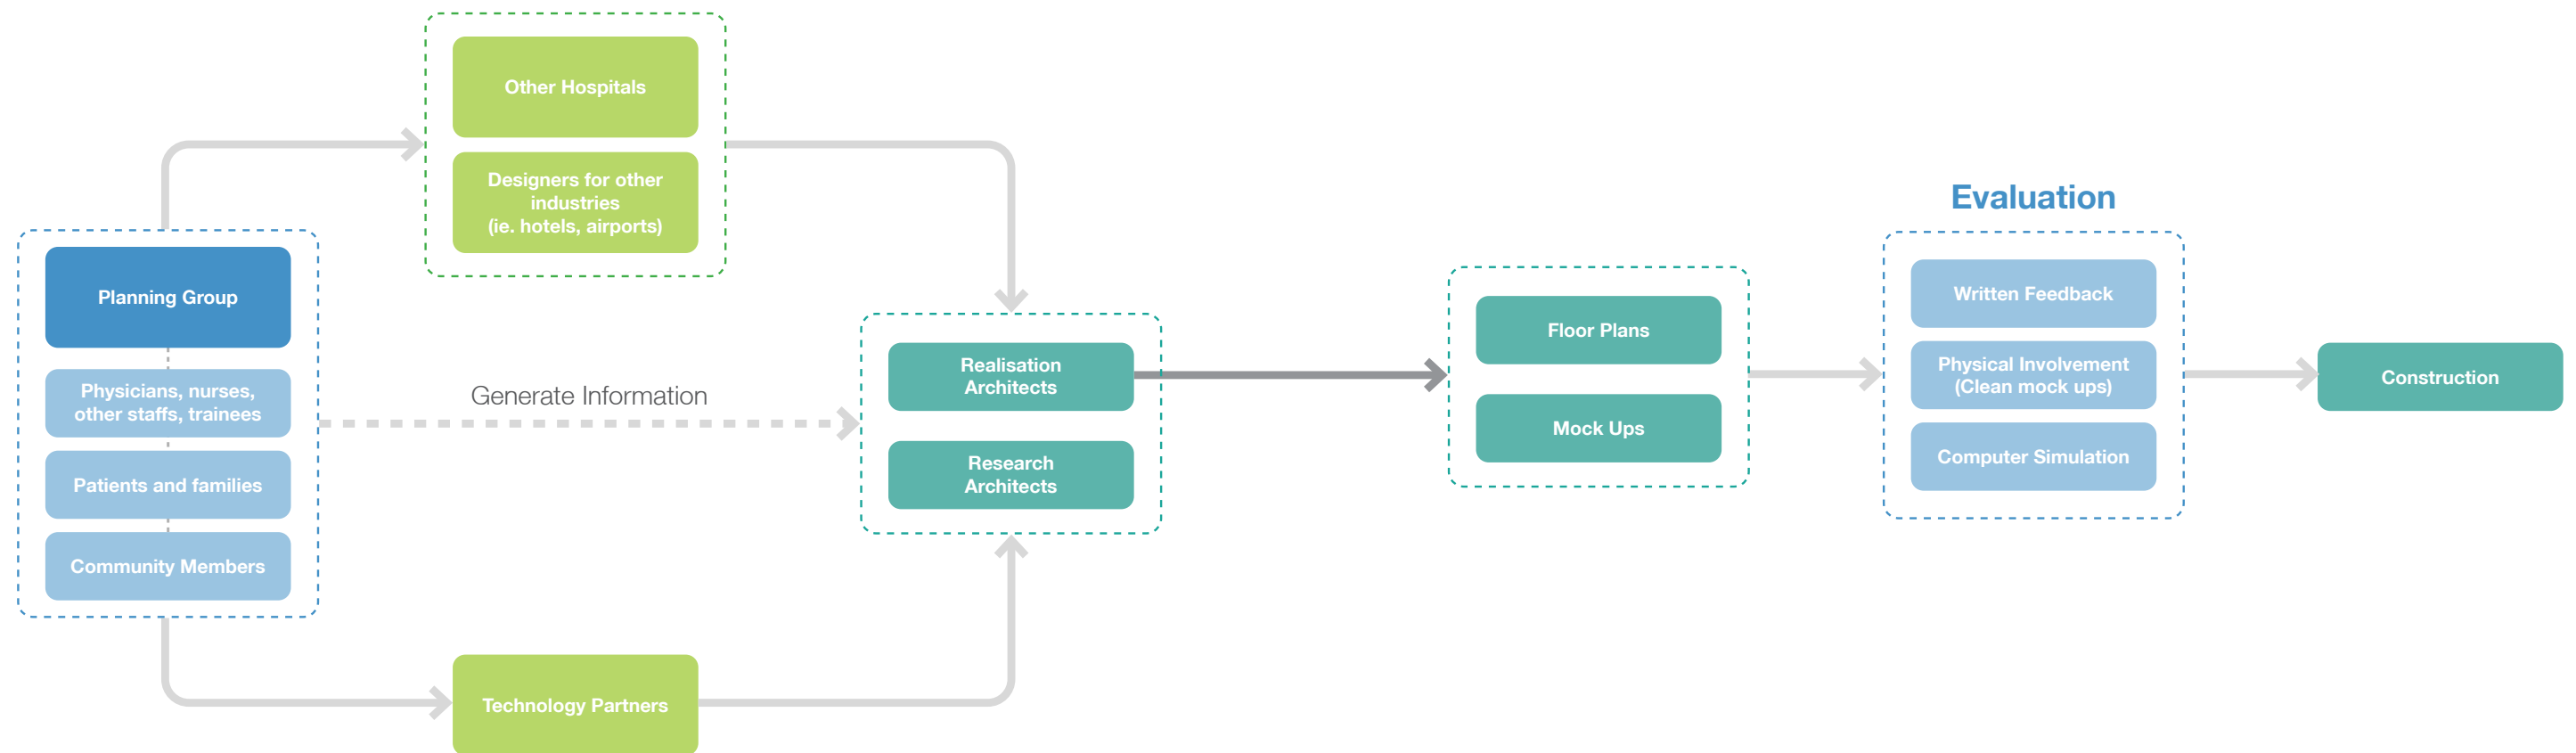 Other Hospitals
Designers for other
industries
(ie. hotels, airports)
Planning Group
Physicians, nurses,
other staffs, trainees
Patients and families
Community Members
Generate Information
Technology Partners
Realisation
Architects
Research
Architects
Floor Plans
Mock Ups
Evaluation
Written Feedback
Physical Involvement
(Clean mock ups)
Computer Simulation
Construction